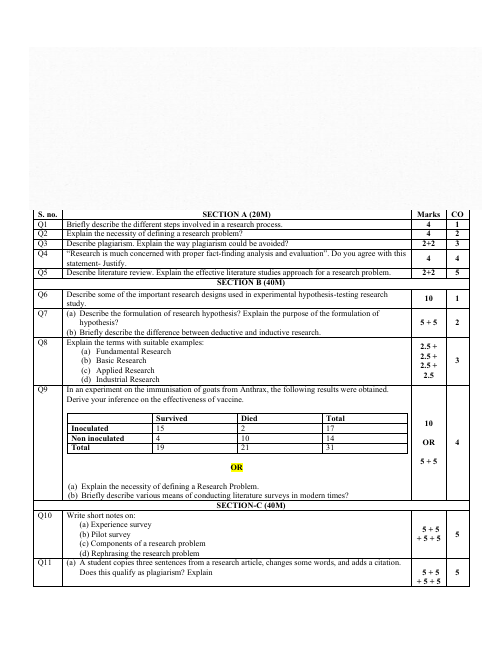 S. no. SECTION A (20M) Marks CO
Q1 Briefly describe the different steps involved in a research process. 4 1
Q2 Explain the necessity of defining a research problem? 4 2
Q3 Describe plagiarism. Explain the way plagiarism could be avoided? 2+2 3
Q4 "Research is much concerned with proper fact-finding analysis and evaluation". Do you agree with this
statement- Justify. 4 4
Q5 Describe literature review. Explain the effective literature studies approach for a research problem. 2+2 5
SECTION B (40M)
Q6 Describe some of the important research designs used in experimental hypothesis-testing research
study. 10 1
Q7 (a) Describe the formulation of research hypothesis? Explain the purpose of the formulation of
hypothesis? 5 + 5 2
(b) Briefly describe the difference between deductive and inductive research.
Q8 Explain the terms with suitable examples:
(a) Fundamental Research
(b) Basic Research
(c) Applied Research
(d) Industrial Research
2.5 +
2.5 +
2.5 +
2.5
3
Q9 In an experiment on the immunisation of goats from Anthrax, the following results were obtained.
Derive your inference on the effectiveness of vaccine.
Survived Died Total
Inoculated 15 2 17
Non inoculated 4 10 14
Total 19 21 31
OR
(a) Explain the necessity of defining a Research Problem.
(b) Briefly describe various means of conducting literature surveys in modern times?
10
OR
5 + 5
4
SECTION-C (40M)
Q10 Write short notes on:
(a) Experience survey
(b) Pilot survey
(c) Components of a research problem
(d) Rephrasing the research problem
5 + 5
+ 5 + 5
5
Q11 (a) A student copies three sentences from a research article, changes some words, and adds a citation.
Does this qualify as plagiarism? Explain
5 + 5
+ 5 + 5
5